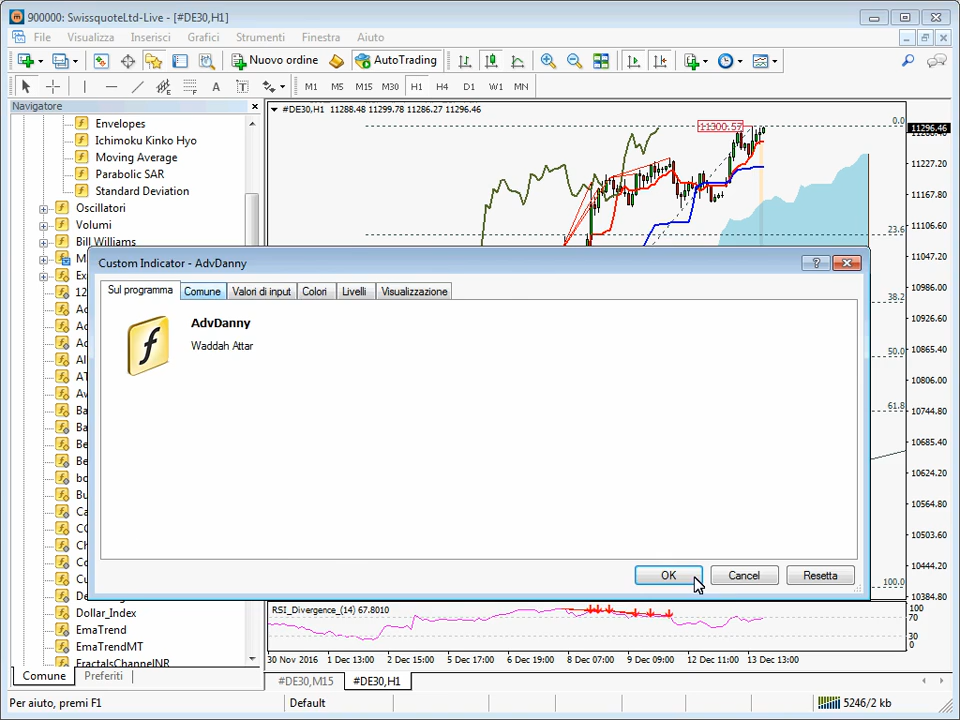 900000: SwissquoteLtd-Live - [#DE30,H1]
File Visualizza Inserisci Grafici Strumenti Finestra Aiuto
Nuovo ordine AutoTrading
A T M1 M5 M15 M30 H1 H4 D1 W1 MN
Navigatore
#DE30,H1 11288.48 11299.78 11286.27 11296.46
Envelopes
Ichimoku Kinko Hyo
Moving Average
Parabolic SAR
Standard Deviation
Oscillatori
Volumi
Bill Williams
11300.57
0.0
23.6
38.2
50.0
61.8
100.0
11296.46
11227.20
11167.80
11106.60
11047.20
10986.00
10926.60
10865.40
10806.00
10744.80
10685.40
10624.20
10564.80
10503.60
10444.20
10384.80
Custom Indicator - AdvDanny
Sul programma Comune Valori di input Colori Livelli Visualizzazione
AdvDanny
Waddah Attar
OK Cancel Resetta
Dollar_Index
EmaTrend
EmaTrendMT
FractalsChannelNR
RSI_Divergence_(14) 67.8010
100
70
30
0
30 Nov 2016 1 Dec 13:00 2 Dec 15:00 5 Dec 17:00 6 Dec 19:00 8 Dec 07:00 9 Dec 09:00 12 Dec 11:00 13 Dec 13:00
Comune Preferiti
#DE30,M15 #DE30,H1
Per aiuto, premi F1
Default
5246/2 kb